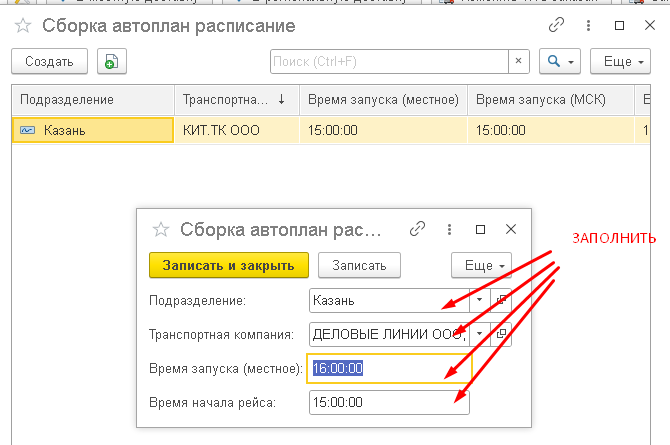 Сборка автоплан расписание
Создать
Поиск (Ctrl+F)
×
Еще
Подразделение
Транспортна... ↓
Время запуска (местное)
Время запуска (МСК)
Казань
КИТ.ТК ООО
15:00:00
15:00:00
Сборка автоплан рас...
ЗАПОЛНИТЬ
Записать и закрыть
Записать
Еще
Подразделение:
Казань
Транспортная компания:
ДЕЛОВЫЕ ЛИНИИ ООО,
Время запуска (местное):
16:00:00
Время начала рейса:
15:00:00